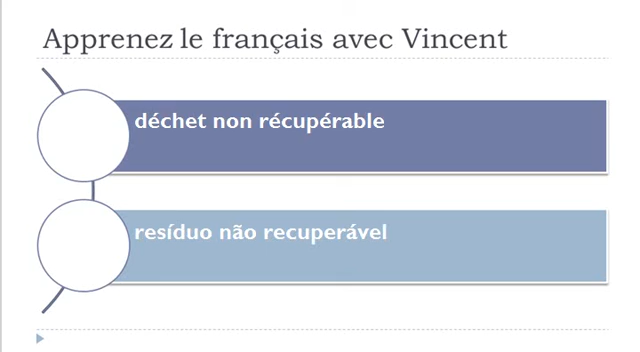 Apprenez le français avec Vincent
déchet non récupérable
resíduo não recuperável